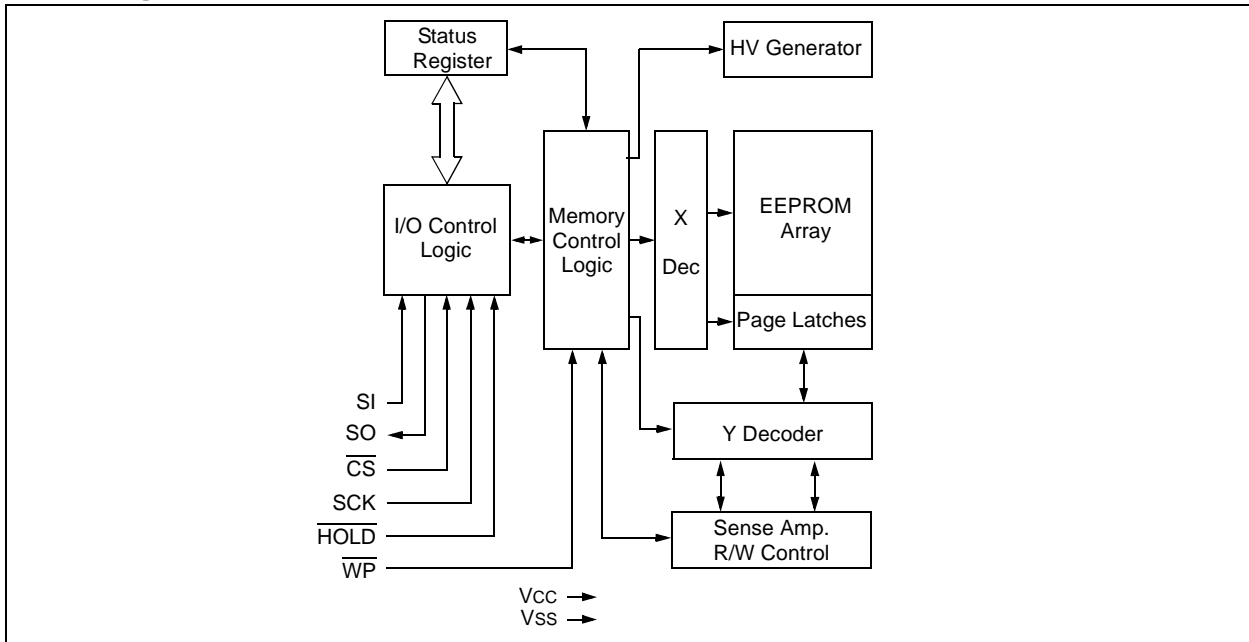 Status
Register
HV Generator
I/O Control
Logic
Memory
Control
Logic
X
Dec
EEPROM
Array
Page Latches
SI
SO
CS
SCK
HOLD
WP
Y Decoder
Sense Amp.
R/W Control
VCC
VSS